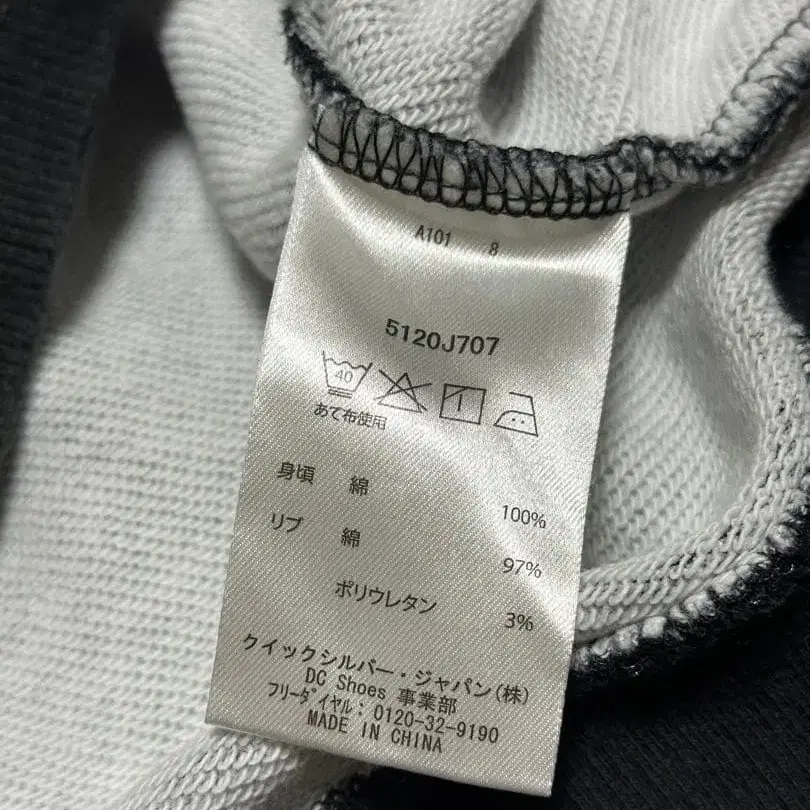 A101 8
5120J707
40
あて布使用
身頃 綿 100%
リブ 綿 97%
ポリウレタン 3%
クイックシルバー・ジャパン(株)
DC Shoes 事業部
フリーダイヤル: 0120-32-9190
MADE IN CHINA